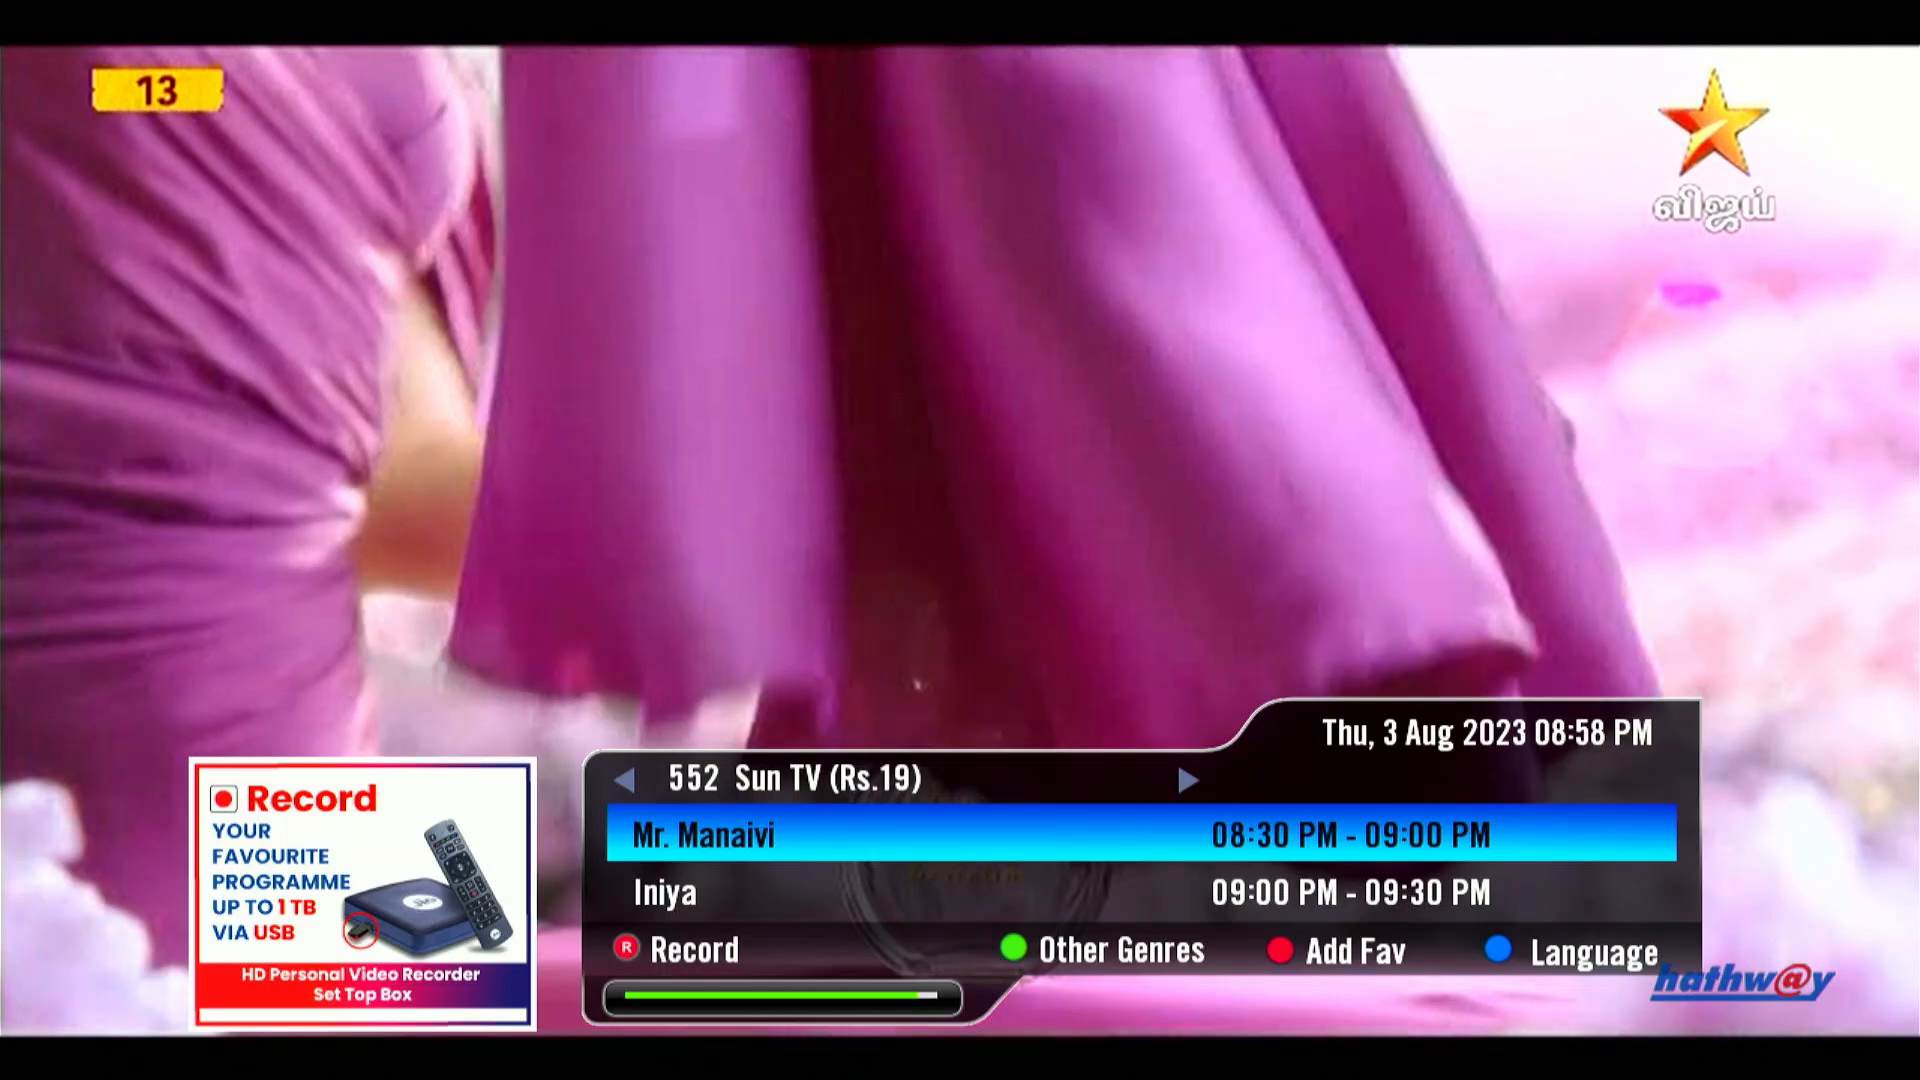 13
விஜய்
Thu, 3 Aug 2023 08:58 PM
552 Sun TV (Rs.19)
Mr. Manaivi 08:30 PM - 09:00 PM
Iniya 09:00 PM - 09:30 PM
R Record Other Genres Add Fav Language
hathw@y
Record
YOUR
FAVOURITE
PROGRAMME
UP TO 1 TB
VIA USB
Jio
HD Personal Video Recorder
Set Top Box